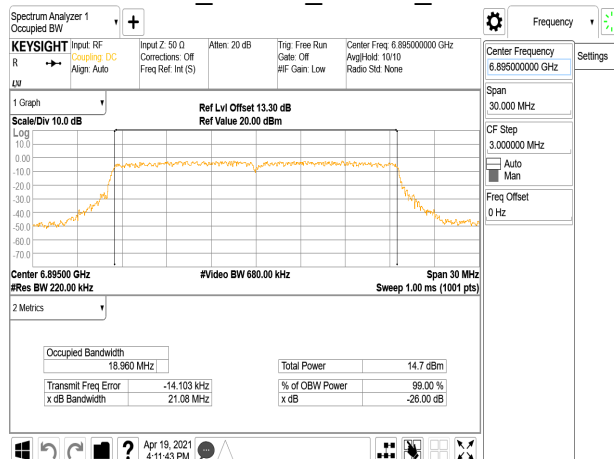 Spectrum Analyzer 1
Occupied BW
Frequency
KEYSIGHT
R
LXI
Input: RF
Coupling: DC
Align: Auto
Input Z: 50 Ω
Corrections: Off
Freq Ref: Int (S)
Atten: 20 dB
Trig: Free Run
Gate: Off
#IF Gain: Low
Center Freq: 6.895000000 GHz
Avg|Hold: 10/10
Radio Std: None
Center Frequency
6.895000000 GHz
Settings
Span
30.000 MHz
CF Step
3.000000 MHz
Auto
Man
Freq Offset
0 Hz
1 Graph
Scale/Div 10.0 dB
Ref Lvl Offset 13.30 dB
Ref Value 20.00 dBm
Log
10.0
0.00
-10.0
-20.0
-30.0
-40.0
-50.0
-60.0
-70.0
Center 6.89500 GHz
#Video BW 680.00 kHz
Span 30 MHz
#Res BW 220.00 kHz
Sweep 1.00 ms (1001 pts)
2 Metrics
Occupied Bandwidth
18.960 MHz
Total Power 14.7 dBm
Transmit Freq Error -14.103 kHz
% of OBW Power 99.00 %
x dB Bandwidth 21.08 MHz
x dB -26.00 dB
?
Apr 19, 2021
4:11:43 PM